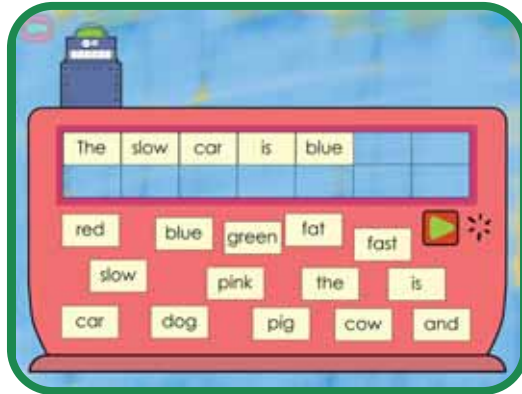 The slow car is blue
red blue green fat fast
slow pink the is
car dog pig cow and